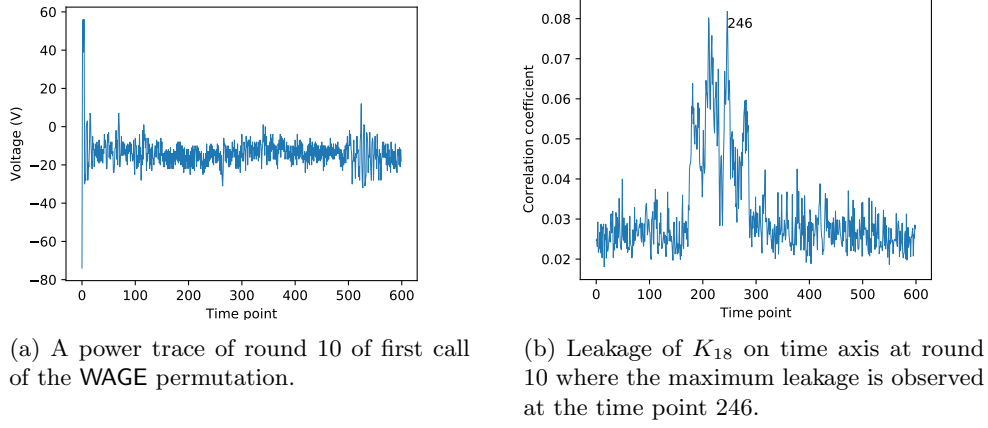 60
40
20
0
−20
−40
−60
−80
Voltage (V)
0 100 200 300 400 500 600
Time point
(a) A power trace of round 10 of first call
of the WAGE permutation.
0.08
0.07
0.06
0.05
0.04
0.03
0.02
Correlation coefficient
246
0 100 200 300 400 500 600
Time point
(b) Leakage of K18 on time axis at round
10 where the maximum leakage is observed
at the time point 246.